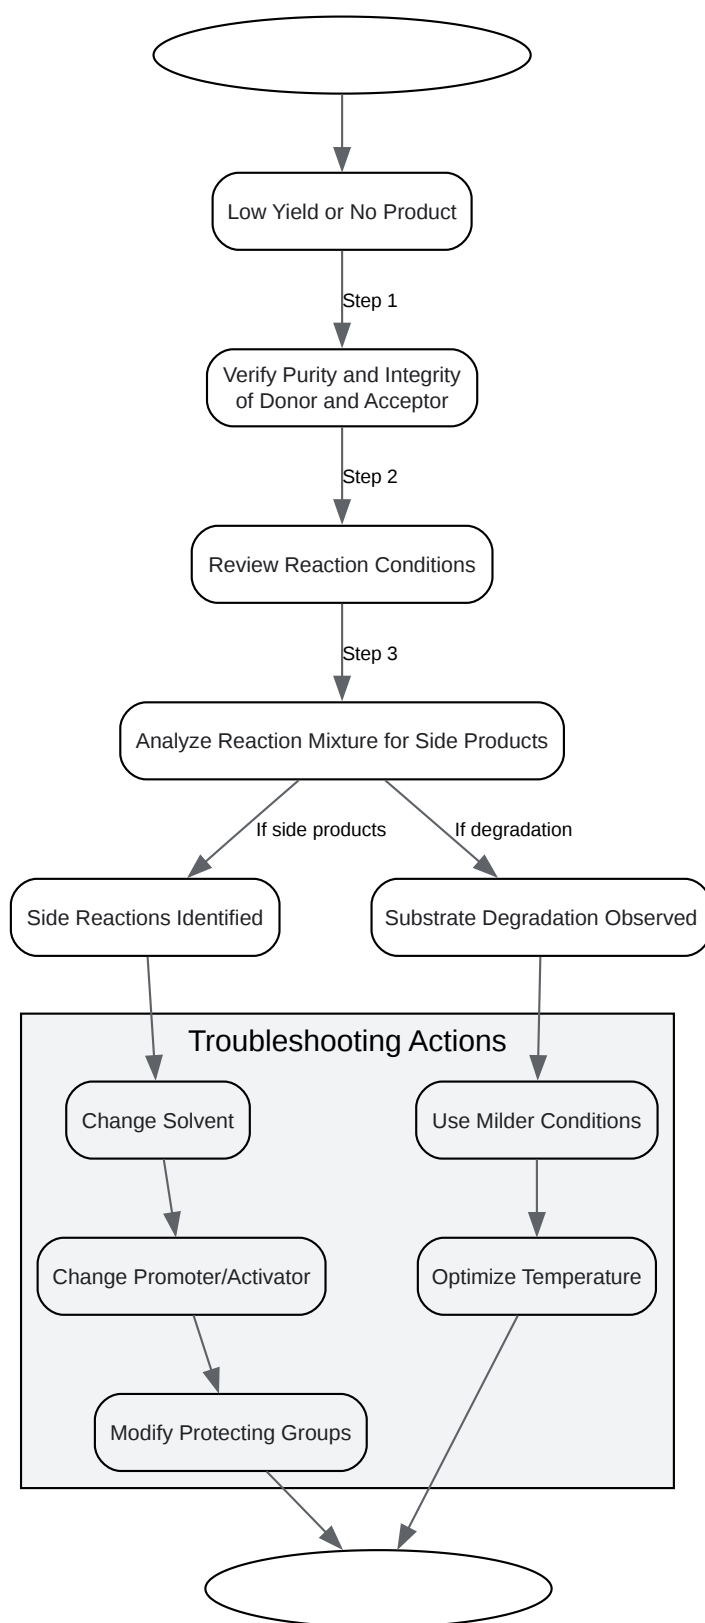 Low Yield or No Product
Step 1
Verify Purity and Integrity
of Donor and Acceptor
Step 2
Review Reaction Conditions
Step 3
Analyze Reaction Mixture for Side Products
If side products
If degradation
Side Reactions Identified
Substrate Degradation Observed
Troubleshooting Actions
Change Solvent
Use Milder Conditions
Change Promoter/Activator
Optimize Temperature
Modify Protecting Groups